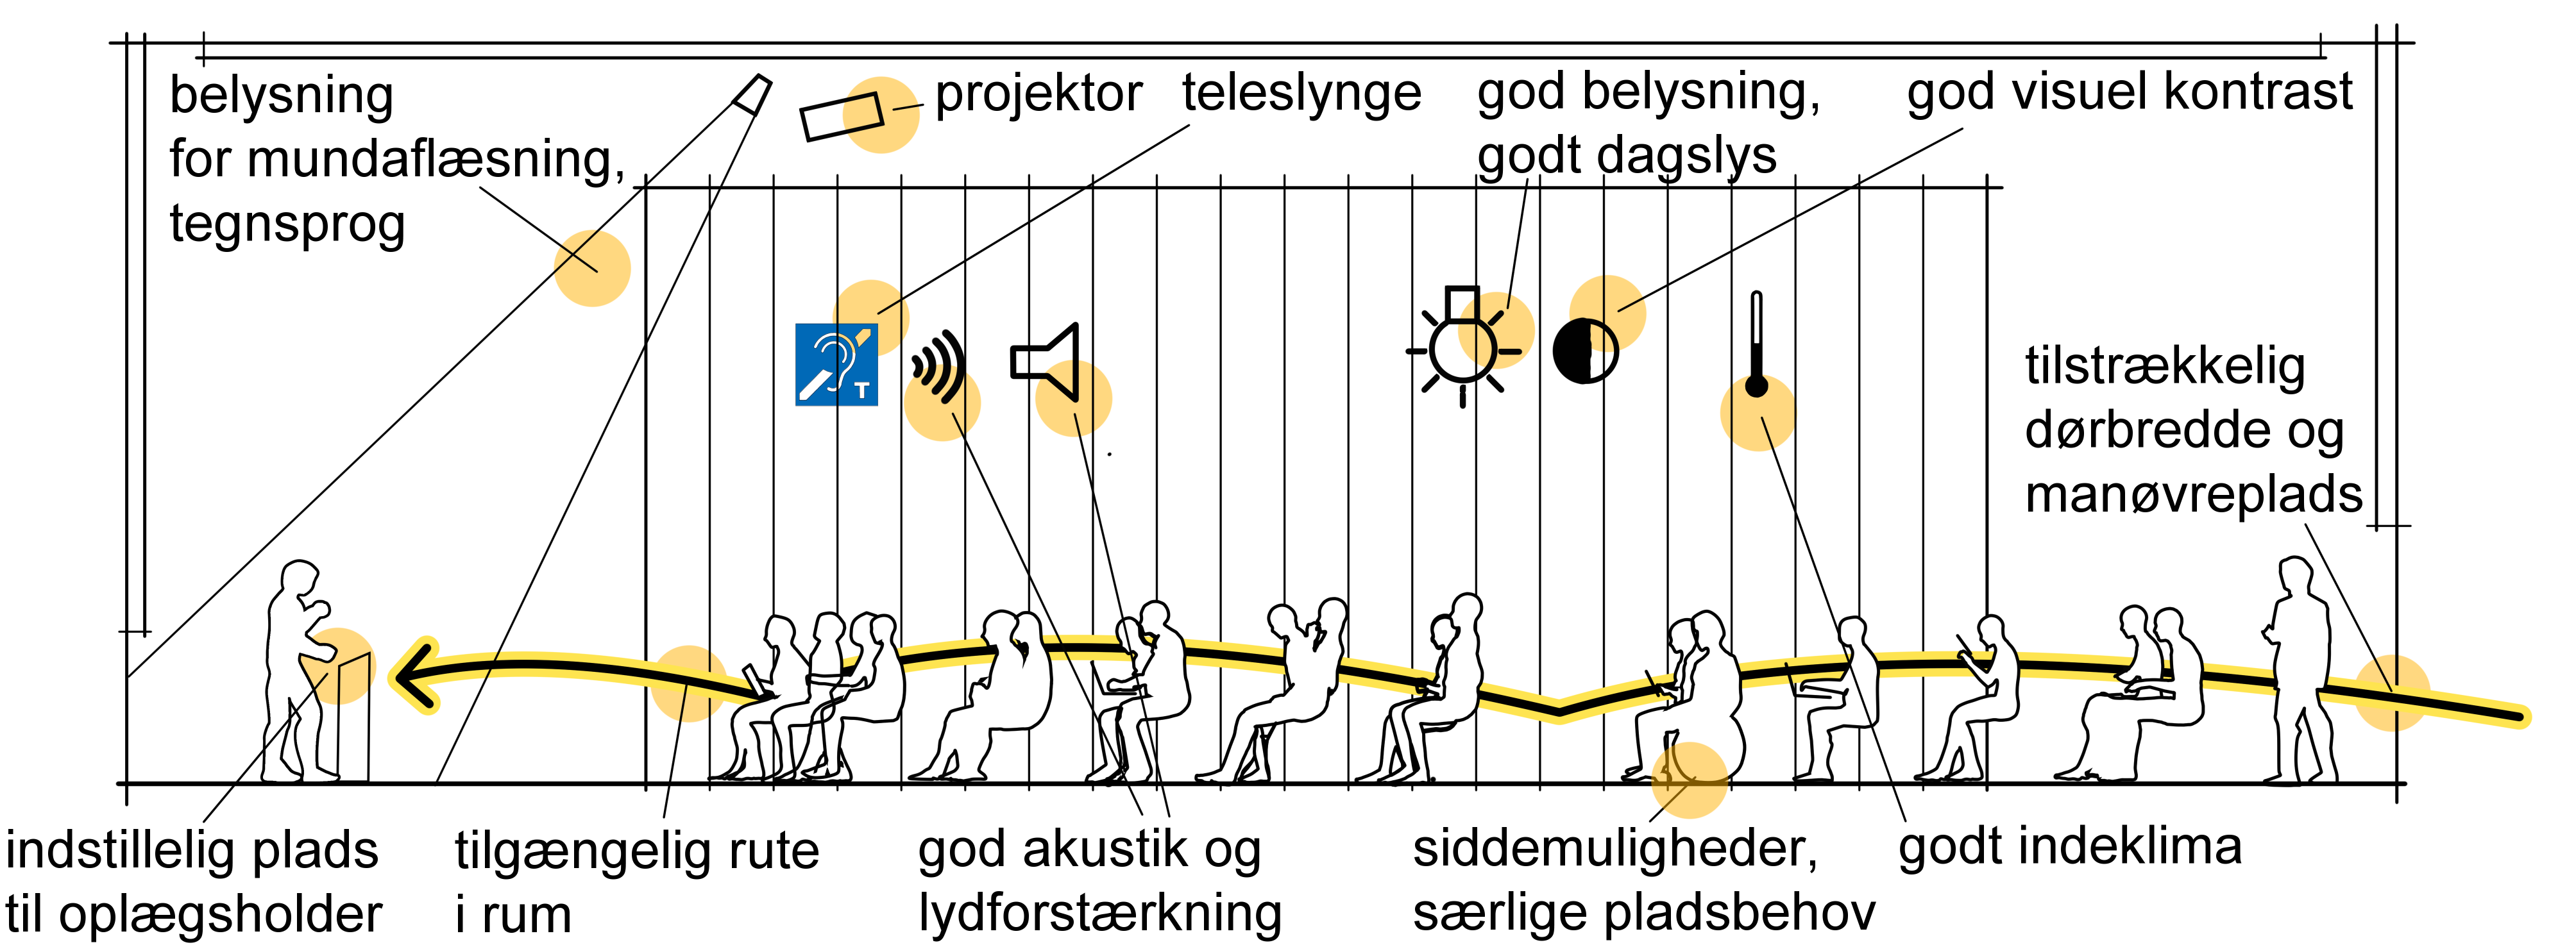 belysning
for mundaflæsning,
tegnsprog
projektor
teleslynge
god belysning,
godt dagslys
god visuel kontrast
T
tilstrækkelig
dørbredde og
manøvreplads
indstillelig plads
til oplægsholder
tilgængelig rute
i rum
god akustik og
lydforstærkning
siddemuligheder,
særlige pladsbehov
godt indeklima